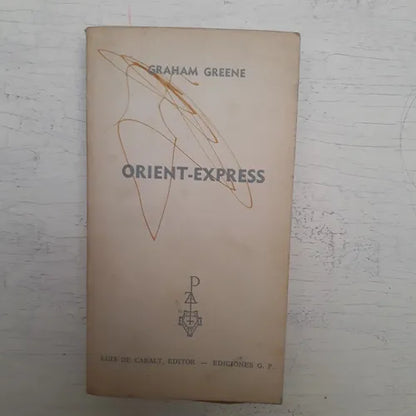 GRAHAM GREENE
ORIENT-EXPRESS
LUIS DE CARALT, EDITOR — EDICIONES G. P.